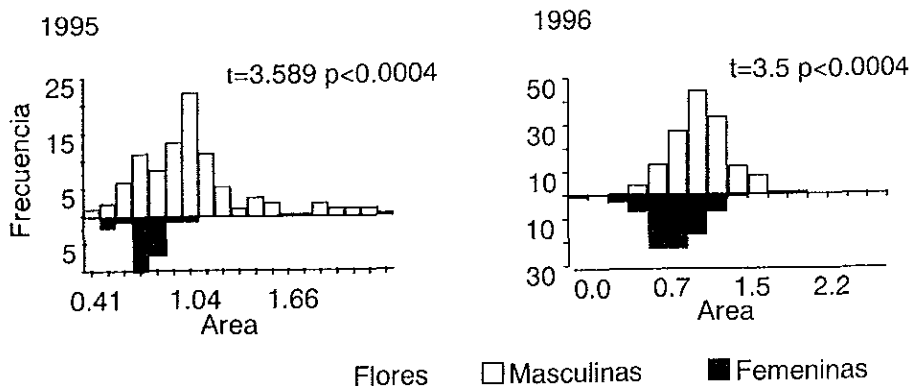 1995
t=3.589 p<0.0004
25
15
5
5
Frecuencia
0.41 1.04 1.66
Area
1996
t=3.5 p<0.0004
50
30
10
10
30
0.0 0.7 1.5 2.2
Area
Flores Masculinas Femeninas